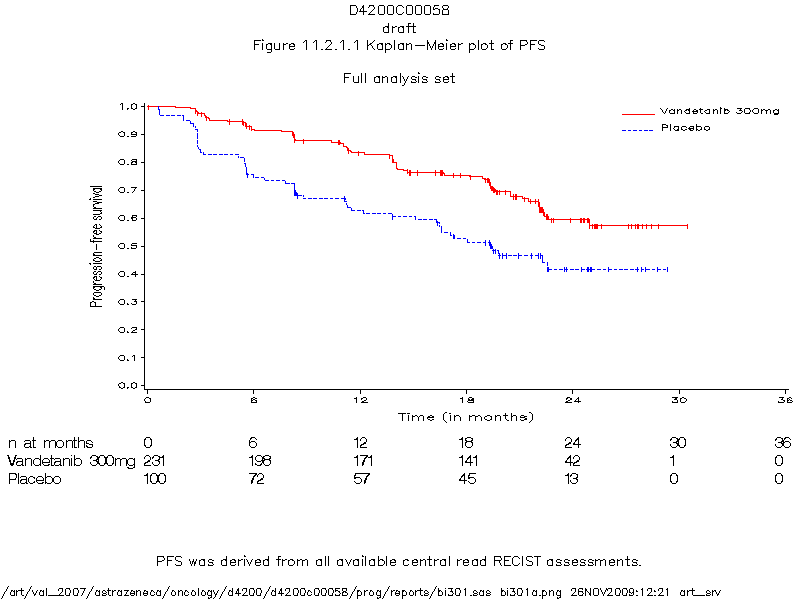 D4200C00058
draft
Figure 11.2.1.1 Kaplan-Meier plot of PFS
Full analysis set
Vandetanib 300mg
Placebo
Progression-free survival
1.0
0.9
0.8
0.7
0.6
0.5
0.4
0.3
0.2
0.1
0.0
0 6 12 18 24 30 36
Time (in months)
n at months 0 6 12 18 24 30 36
Vandetanib 300mg 231 198 171 141 42 1 0
Placebo 100 72 57 45 13 0 0
PFS was derived from all available central read RECIST assessments.
/art/val_2007/astrazeneca/oncology/d4200/d4200c00058/prog/reports/bi301.sas bi301a.png 26NOV2009:12:21 art_srv